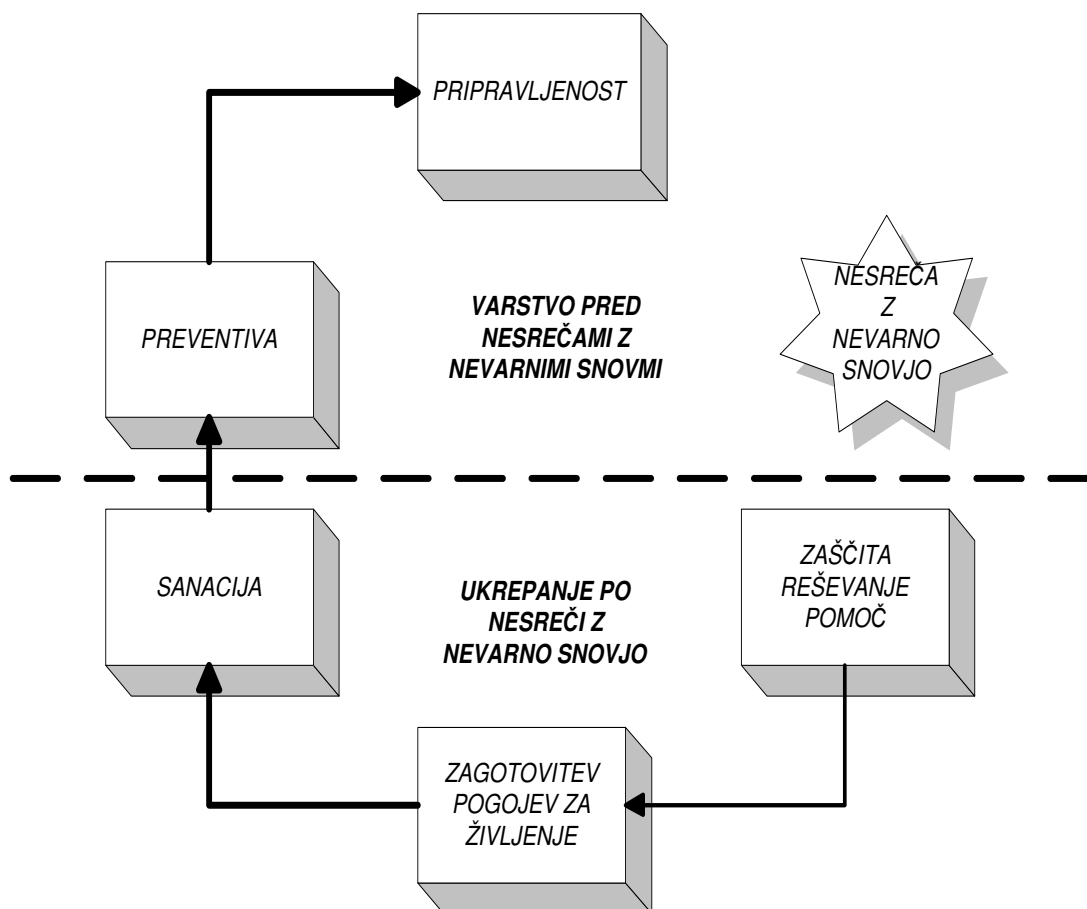 PRIPRAVLJENOST
PREVENTIVA
VARSTVO PRED
NESREČAMI Z
NEVARNIMI SNOVMI
NESREČA
Z
NEVARNO
SNOVJO
SANACIJA
UKREPANJE PO
NESREČI Z
NEVARNO SNOVJO
ZAŠČITA
REŠEVANJE
POMOČ
ZAGOTOVITEV
POGOJEV ZA
ŽIVLJENJE